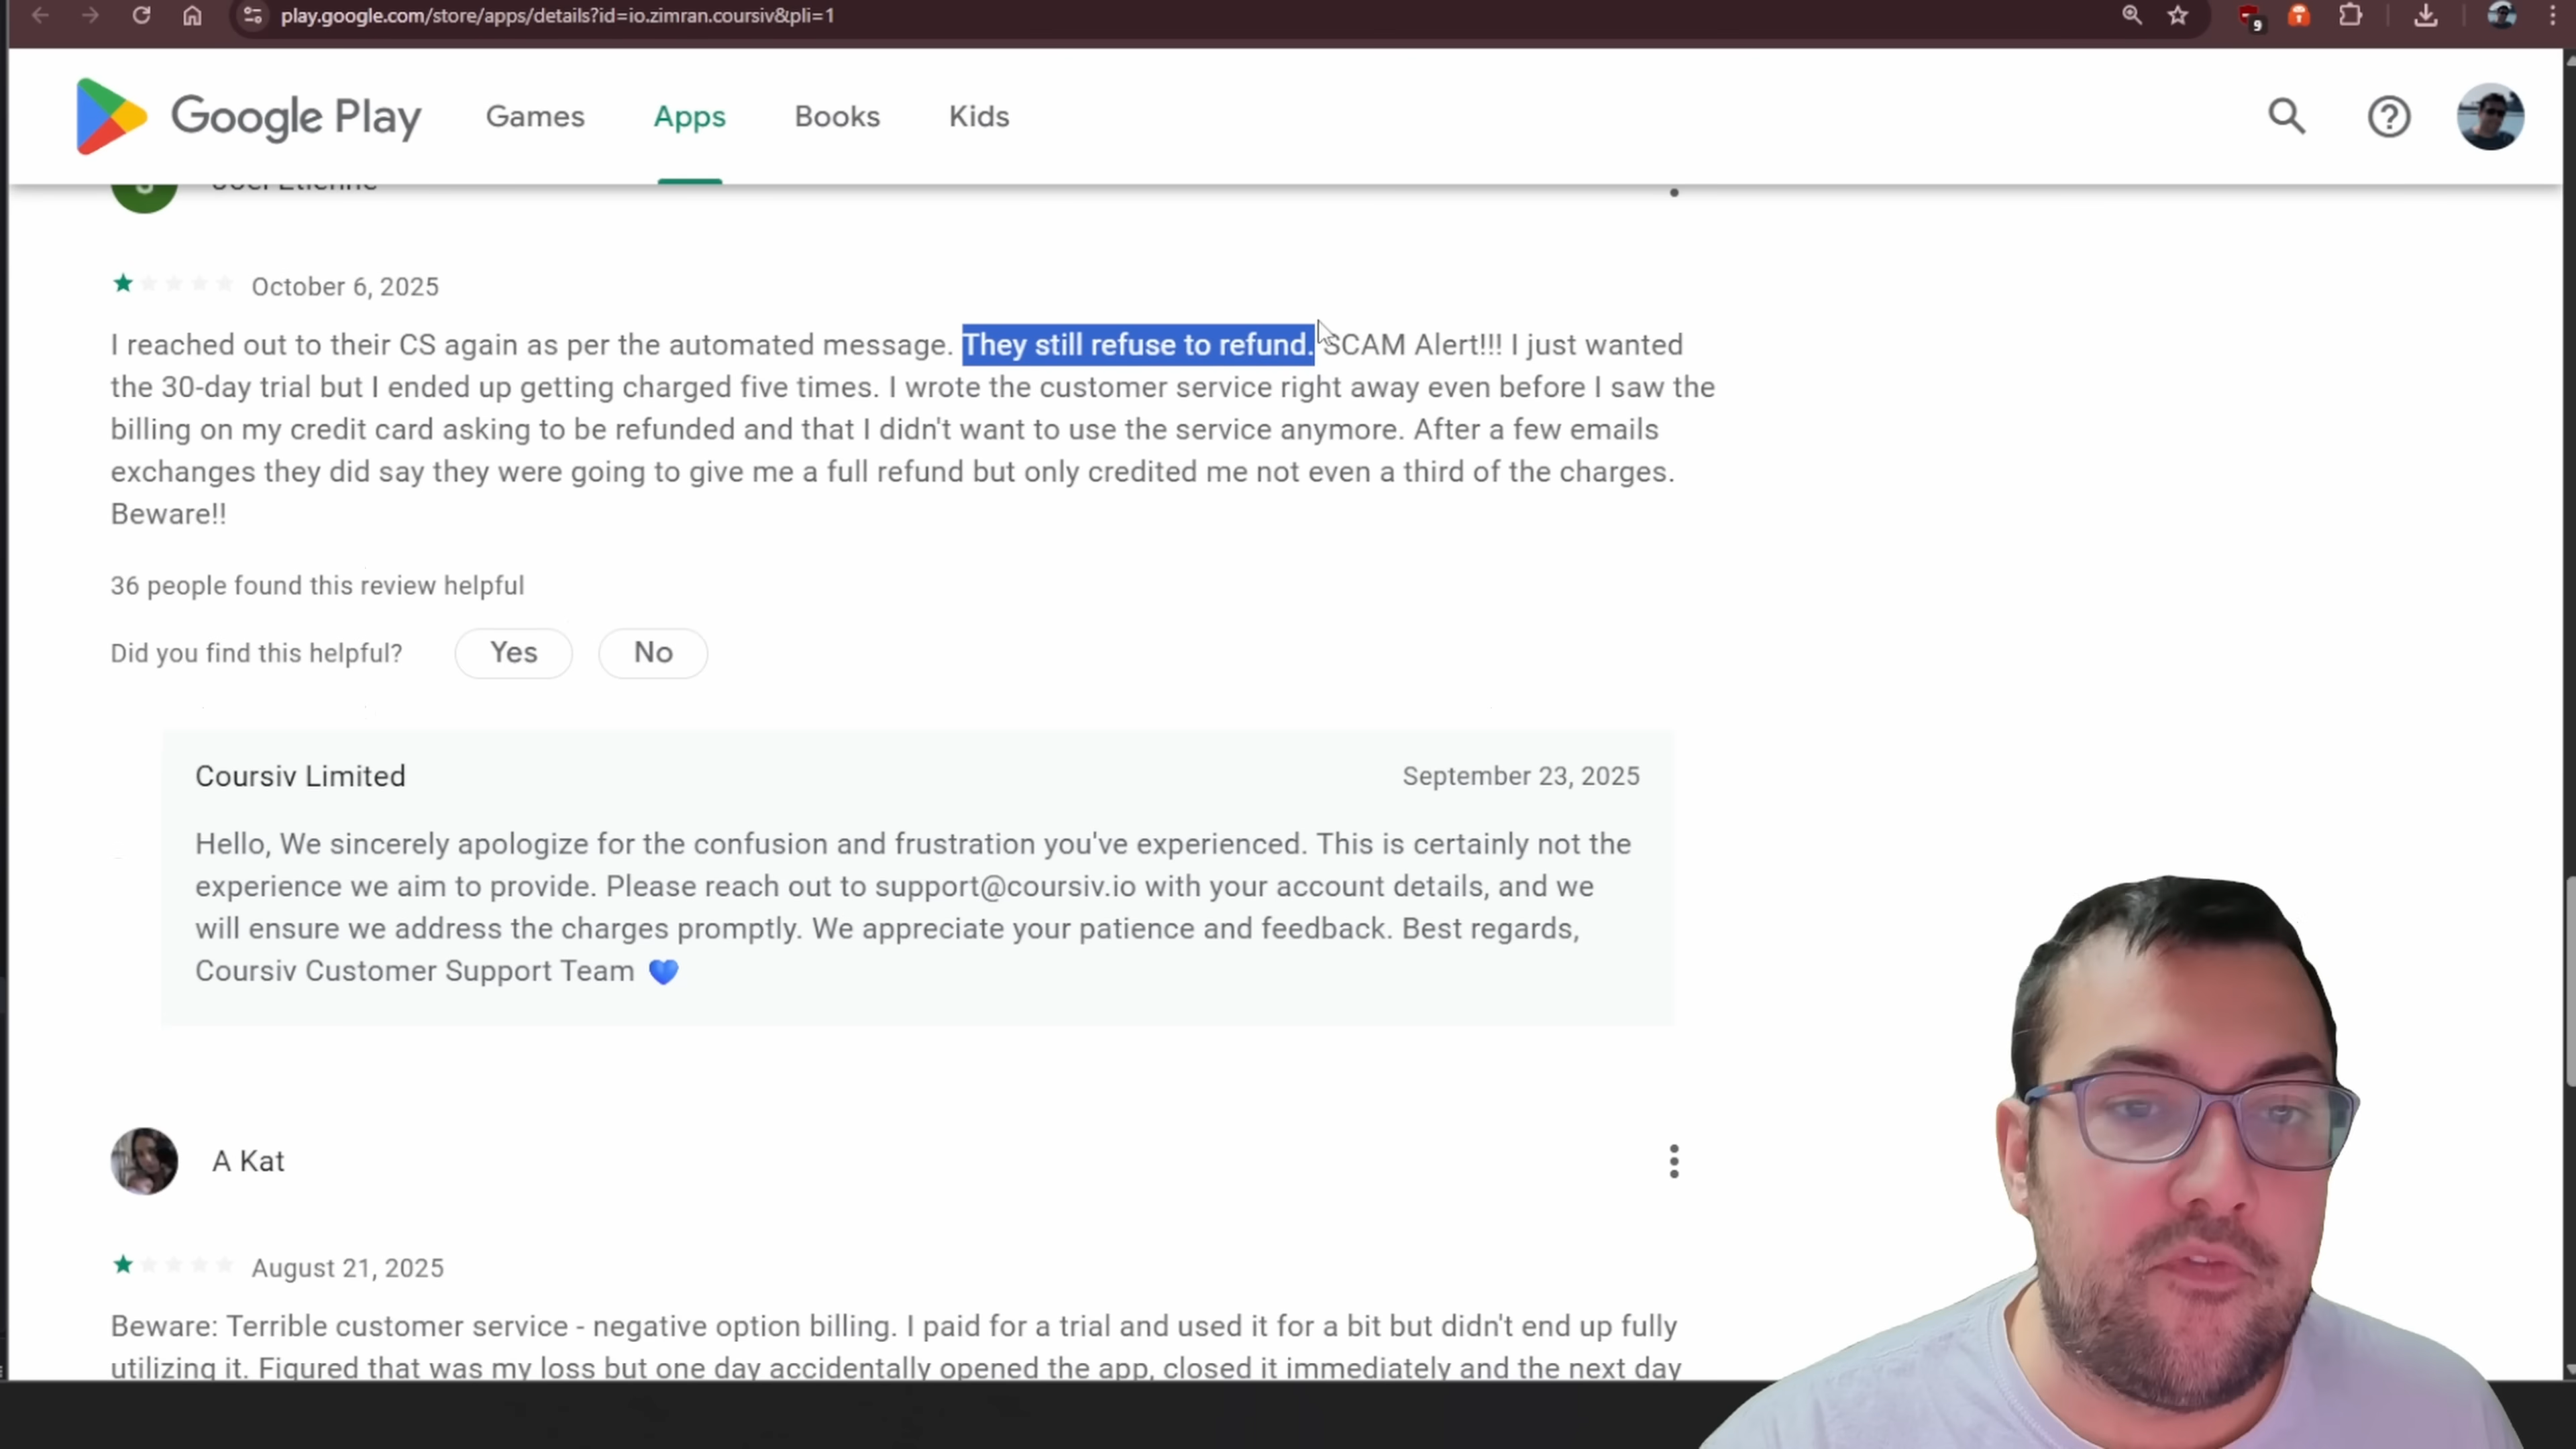 play.google.com/store/apps/details?id=io.zimran.coursiv&pli=1
9
Google Play Games Apps Books Kids
October 6, 2025
I reached out to their CS again as per the automated message. They still refuse to refund. SCAM Alert!!! I just wanted
the 30-day trial but I ended up getting charged five times. I wrote the customer service right away even before I saw the
billing on my credit card asking to be refunded and that I didn't want to use the service anymore. After a few emails
exchanges they did say they were going to give me a full refund but only credited me not even a third of the charges.
Beware!!
36 people found this review helpful
Did you find this helpful? Yes No
Coursiv Limited September 23, 2025
Hello, We sincerely apologize for the confusion and frustration you've experienced. This is certainly not the
experience we aim to provide. Please reach out to support@coursiv.io with your account details, and we
will ensure we address the charges promptly. We appreciate your patience and feedback. Best regards,
Coursiv Customer Support Team 💙
A Kat
August 21, 2025
Beware: Terrible customer service - negative option billing. I paid for a trial and used it for a bit but didn't end up fully
utilizing it. Figured that was my loss but one day accidentally opened the app, closed it immediately and the next day